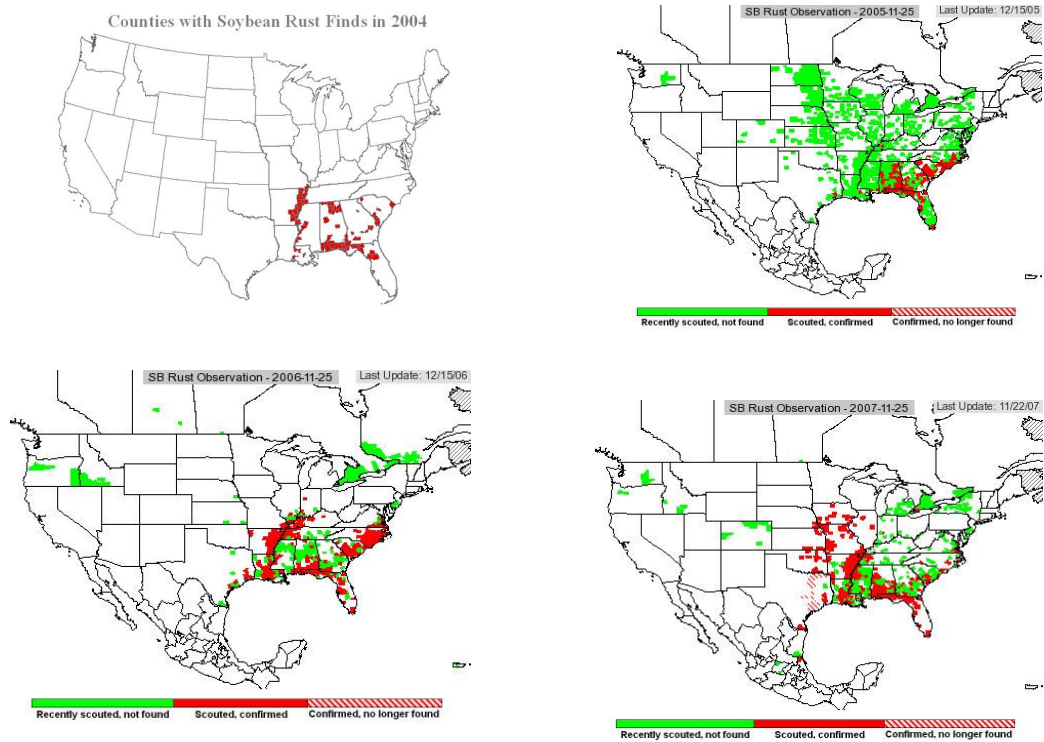 Counties with Soybean Rust Finds in 2004
SB Rust Observation - 2005-11-25
Last Update: 12/15/05
Recently scouted, not found
Scouted, confirmed
Confirmed, no longer found
SB Rust Observation - 2006-11-25
Last Update: 12/15/06
Recently scouted, not found
Scouted, confirmed
Confirmed, no longer found
SB Rust Observation - 2007-11-25
Last Update: 11/22/07
Recently scouted, not found
Scouted, confirmed
Confirmed, no longer found